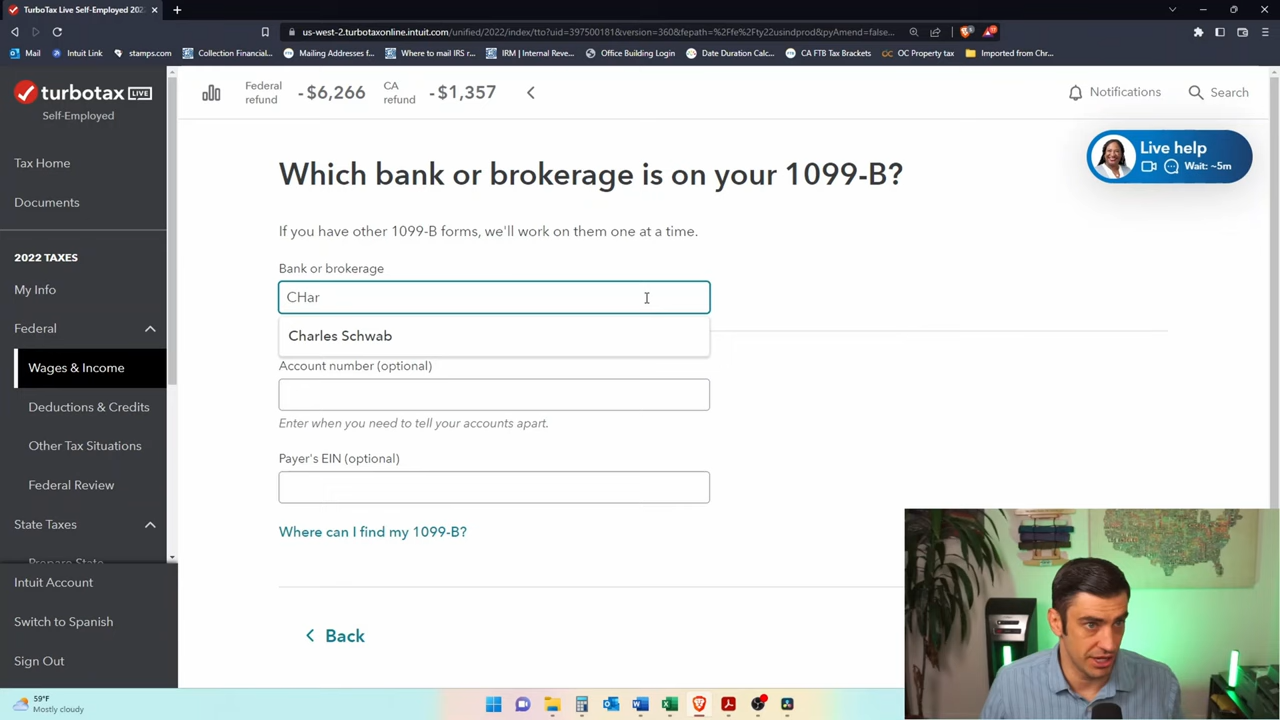 TurboTax Live Self-Employed 202
us-west-2.turbotaxonline.intuit.com/unified/2022/index/tto?uid=397500181&version=360&fepath=%2Ffe%2Fty22usindprod&pyAmend=false...
Mail
Intuit Link
stamps.com
Collection Financial...
Mailing Addresses f...
Where to mail IRS r...
IRM | Internal Reve...
Office Building Login
Date Duration Calc...
CA FTB Tax Brackets
OC Property tax
Imported from Chr...
turbotax LIVE
Self-Employed
Federal refund
-$6,266
CA refund
-$1,357
Notifications
Search
Tax Home
Documents
2022 TAXES
My Info
Federal
Wages & Income
Deductions & Credits
Other Tax Situations
Federal Review
State Taxes
Prepare State
Intuit Account
Switch to Spanish
Sign Out
Live help
Wait: ~5m
Which bank or brokerage is on your 1099-B?
If you have other 1099-B forms, we'll work on them one at a time.
Bank or brokerage
CHar
Charles Schwab
Account number (optional)
Enter when you need to tell your accounts apart.
Payer's EIN (optional)
Where can I find my 1099-B?
Back
59°F
Mostly cloudy